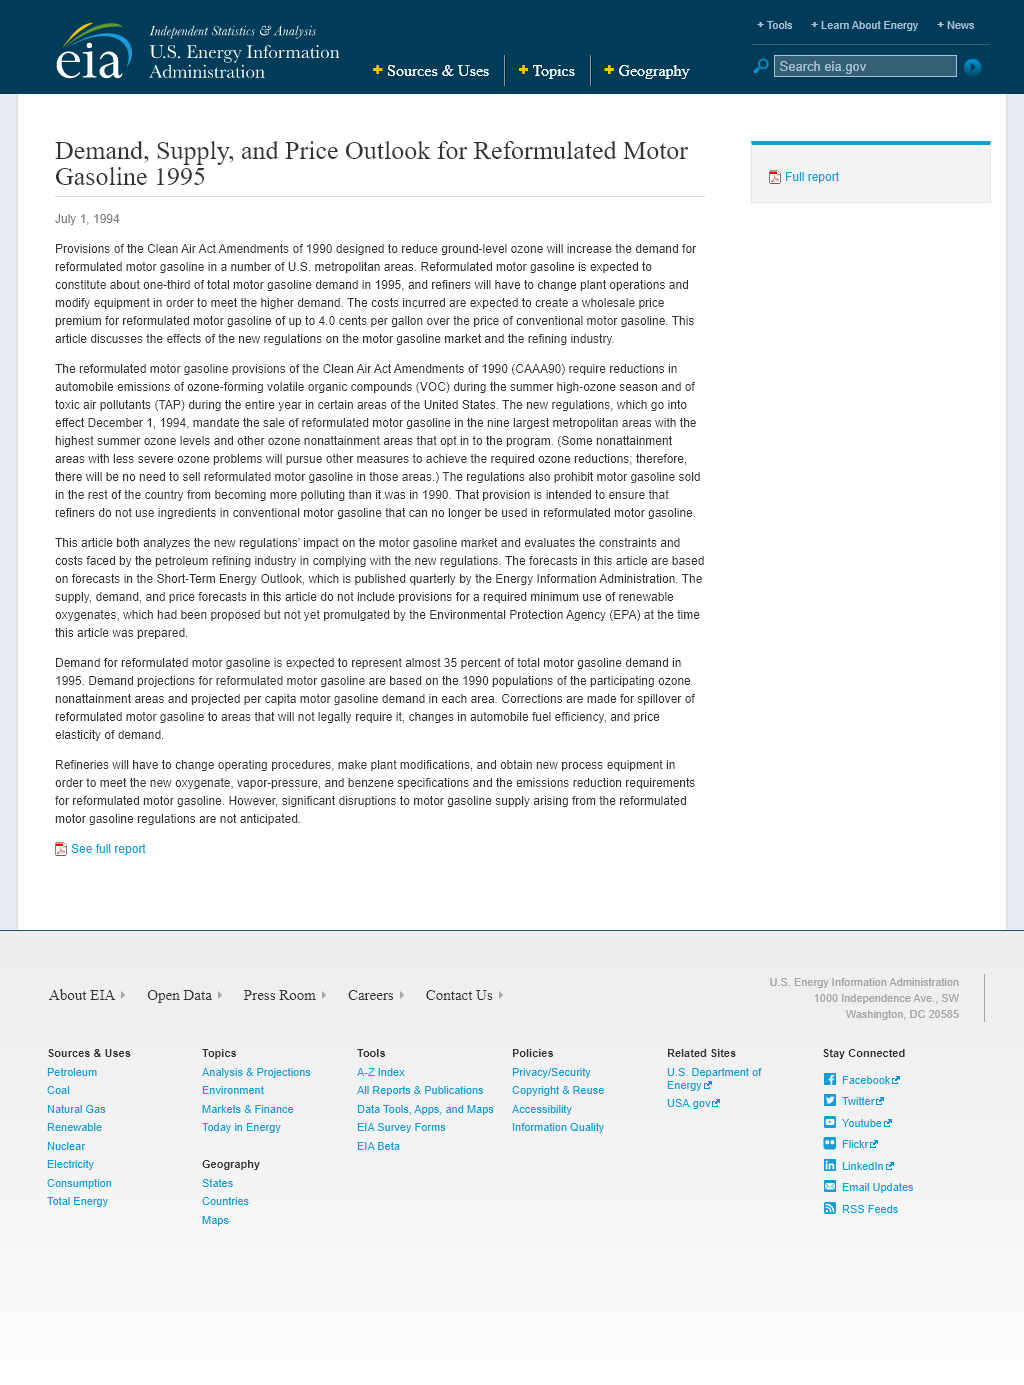 Independent Statistics & Analysis
eia U.S. Energy Information
Administration
+ Tools + Learn About Energy + News
+ Sources & Uses + Topics + Geography
Search eia.gov
Demand, Supply, and Price Outlook for Reformulated Motor
Gasoline 1995
Full report
July 1, 1994
Provisions of the Clean Air Act Amendments of 1990 designed to reduce ground-level ozone will increase the demand for
reformulated motor gasoline in a number of U.S. metropolitan areas. Reformulated motor gasoline is expected to
constitute about one-third of total motor gasoline demand in 1995, and refiners will have to change plant operations and
modify equipment in order to meet the higher demand. The costs incurred are expected to create a wholesale price
premium for reformulated motor gasoline of up to 4.0 cents per gallon over the price of conventional motor gasoline. This
article discusses the effects of the new regulations on the motor gasoline market and the refining industry.
The reformulated motor gasoline provisions of the Clean Air Act Amendments of 1990 (CAAA90) require reductions in
automobile emissions of ozone-forming volatile organic compounds (VOC) during the summer high-ozone season and of
toxic air pollutants (TAP) during the entire year in certain areas of the United States. The new regulations, which go into
effect December 1, 1994, mandate the sale of reformulated motor gasoline in the nine largest metropolitan areas with the
highest summer ozone levels and other ozone nonattainment areas that opt in to the program. (Some nonattainment
areas with less severe ozone problems will pursue other measures to achieve the required ozone reductions; therefore,
there will be no need to sell reformulated motor gasoline in those areas.) The regulations also prohibit motor gasoline sold
in the rest of the country from becoming more polluting than it was in 1990. That provision is intended to ensure that
refiners do not use ingredients in conventional motor gasoline that can no longer be used in reformulated motor gasoline.
This article both analyzes the new regulations' impact on the motor gasoline market and evaluates the constraints and
costs faced by the petroleum refining industry in complying with the new regulations. The forecasts in this article are based
on forecasts in the Short-Term Energy Outlook, which is published quarterly by the Energy Information Administration. The
supply, demand, and price forecasts in this article do not include provisions for a required minimum use of renewable
oxygenates, which had been proposed but not yet promulgated by the Environmental Protection Agency (EPA) at the time
this article was prepared.
Demand for reformulated motor gasoline is expected to represent almost 35 percent of total motor gasoline demand in
1995. Demand projections for reformulated motor gasoline are based on the 1990 populations of the participating ozone
nonattainment areas and projected per capita motor gasoline demand in each area. Corrections are made for spillover of
reformulated motor gasoline to areas that will not legally require it, changes in automobile fuel efficiency, and price
elasticity of demand.
Refineries will have to change operating procedures, make plant modifications, and obtain new process equipment in
order to meet the new oxygenate, vapor-pressure, and benzene specifications and the emissions reduction requirements
for reformulated motor gasoline. However, significant disruptions to motor gasoline supply arising from the reformulated
motor gasoline regulations are not anticipated.
See full report
About EIA Open Data Press Room Careers Contact Us
U.S. Energy Information Administration
1000 Independence Ave., SW
Washington, DC 20585
Sources & Uses
Petroleum
Coal
Natural Gas
Renewable
Nuclear
Electricity
Consumption
Total Energy
Topics
Analysis & Projections
Environment
Markets & Finance
Today in Energy
Geography
States
Countries
Maps
Tools
A-Z Index
All Reports & Publications
Data Tools, Apps, and Maps
EIA Survey Forms
EIA Beta
Policies
Privacy/Security
Copyright & Reuse
Accessibility
Information Quality
Related Sites
U.S. Department of
Energy
USA.gov
Stay Connected
Facebook
Twitter
Youtube
Flickr
LinkedIn
Email Updates
RSS Feeds